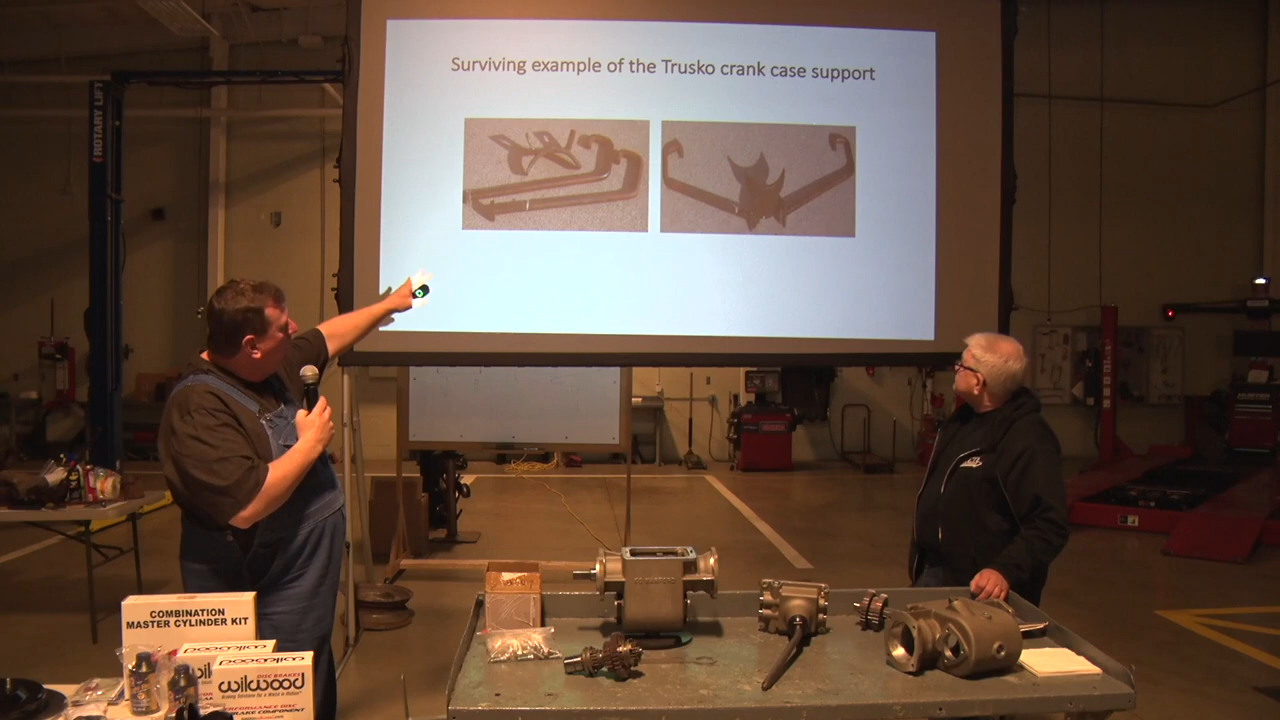 Surviving example of the Trusko crank case support
ROTARY LIFT
COMBINATION
MASTER CYLINDER KIT
DISC BRAKES
wilwood
PERFORMANCE DISC
BRAKE COMPONENT